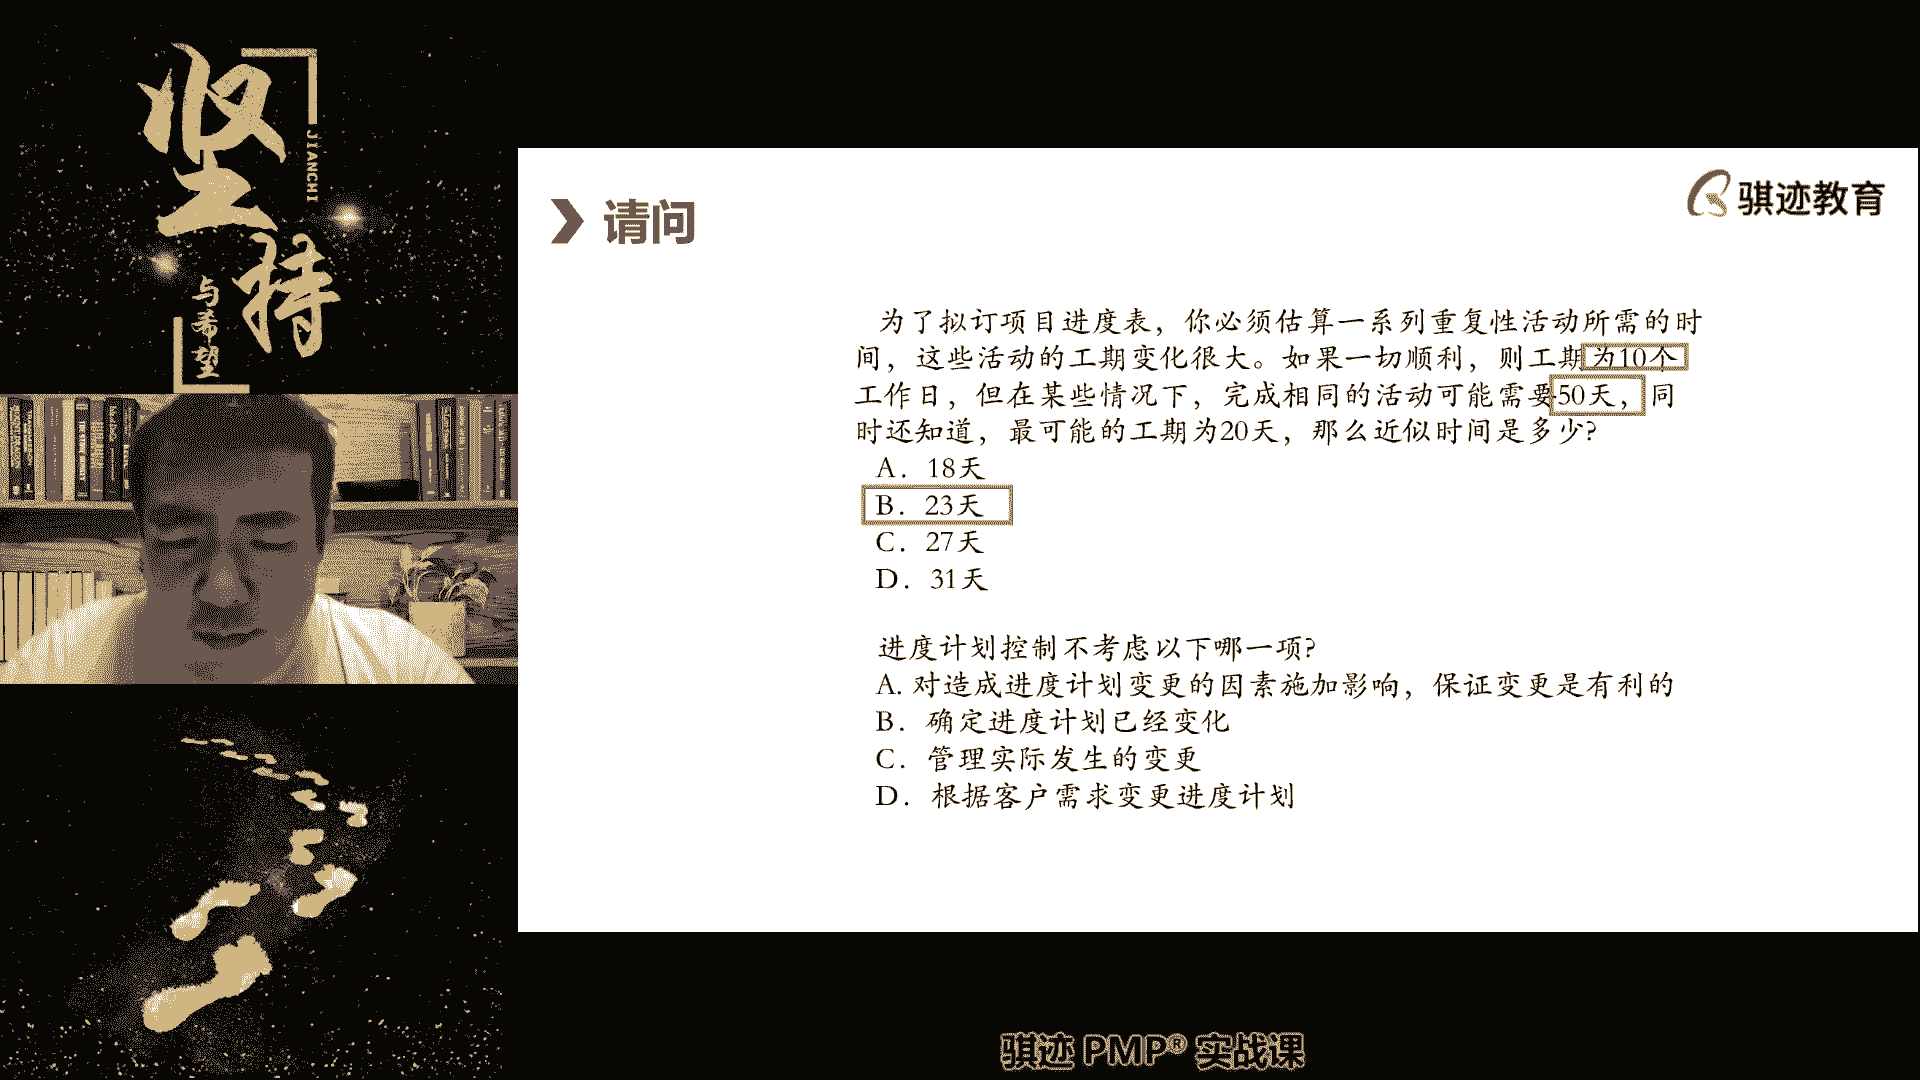 坚持
JIANCHI
与希望
请问
骐迹教育
为了拟订项目进度表，你必须估算一系列重复性活动所需的时
间，这些活动的工期变化很大。如果一切顺利，则工期为10个
工作日，但在某些情况下，完成相同的活动可能需要50天，同
时还知道，最可能的工期为20天，那么近似时间是多少?
A．18天
B．23天
C．27天
D．31天
进度计划控制不考虑以下哪一项?
A. 对造成进度计划变更的因素施加影响，保证变更是有利的
B．确定进度计划已经变化
C．管理实际发生的变更
D．根据客户需求变更进度计划
骐迹 PMP® 实战课